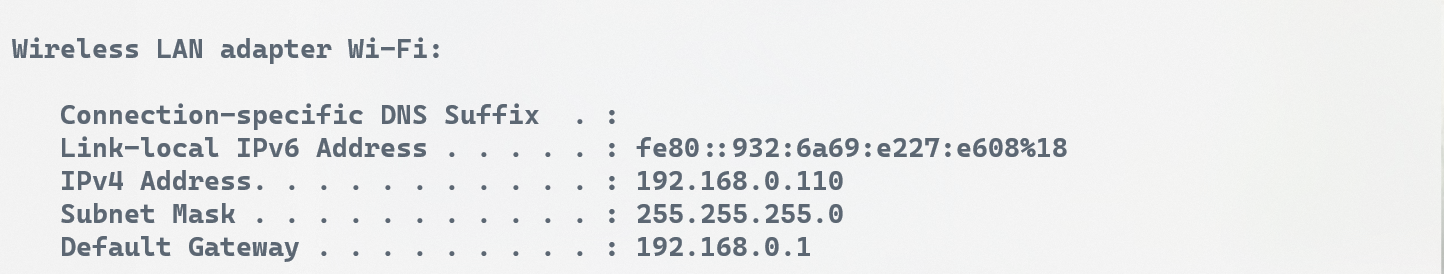 Wireless LAN adapter Wi-Fi:
Connection-specific DNS Suffix  . :
Link-local IPv6 Address . . . . . : fe80::932:6a69:e227:e608%18
IPv4 Address. . . . . . . . . . . : 192.168.0.110
Subnet Mask . . . . . . . . . . . : 255.255.255.0
Default Gateway . . . . . . . . . : 192.168.0.1